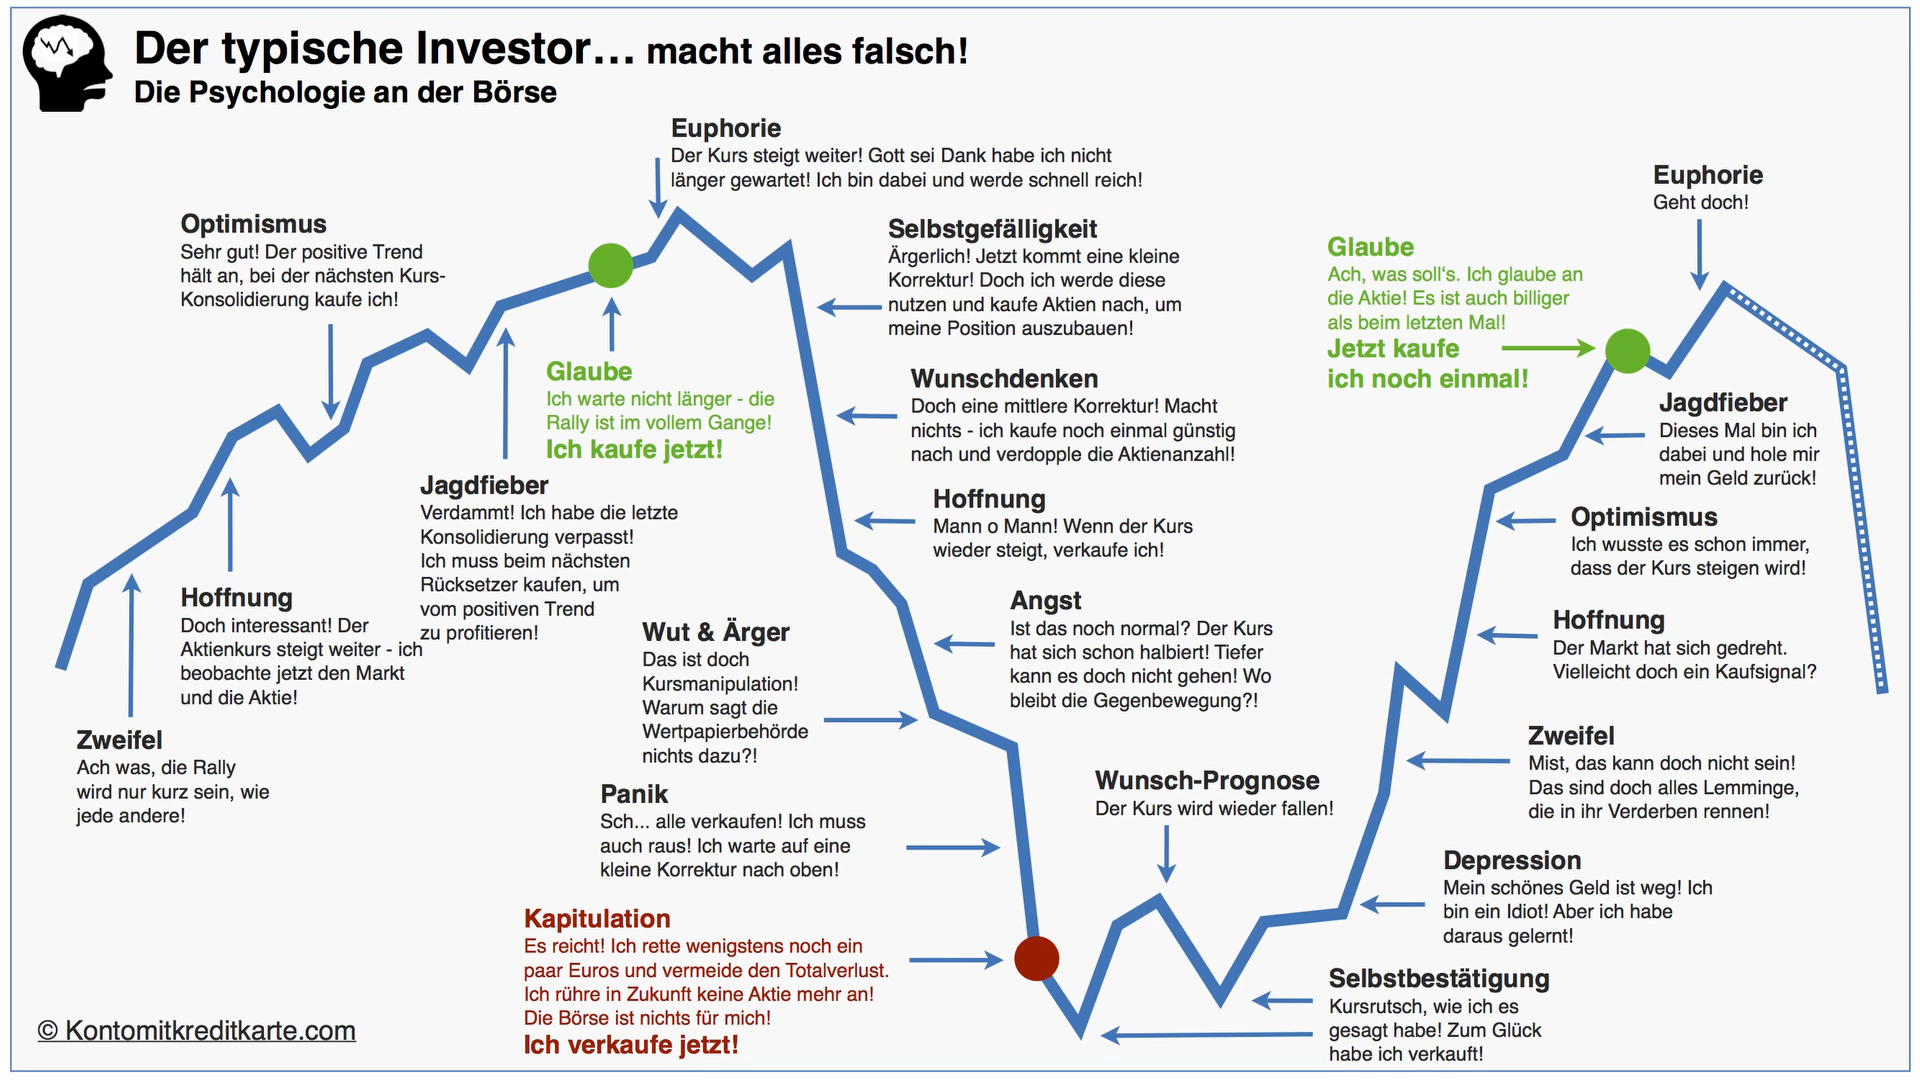 Der typische Investor... macht alles falsch!
Die Psychologie an der Börse
Euphorie
Der Kurs steigt weiter! Gott sei Dank habe ich nicht
länger gewartet! Ich bin dabei und werde schnell reich!
Optimismus
Sehr gut! Der positive Trend
hält an, bei der nächsten Kurs-
Konsolidierung kaufe ich!
Glaube
Ich warte nicht länger - die
Rally ist im vollem Gange!
Ich kaufe jetzt!
Jagdfieber
Verdammt! Ich habe die letzte
Konsolidierung verpasst!
Ich muss beim nächsten
Rücksetzer kaufen, um
vom positiven Trend
zu profitieren!
Hoffnung
Doch interessant! Der
Aktienkurs steigt weiter - ich
beobachte jetzt den Markt
und die Aktie!
Zweifel
Ach was, die Rally
wird nur kurz sein, wie
jede andere!
Selbstgefälligkeit
Ärgerlich! Jetzt kommt eine kleine
Korrektur! Doch ich werde diese
nutzen und kaufe Aktien nach, um
meine Position auszubauen!
Wunschdenken
Doch eine mittlere Korrektur! Macht
nichts - ich kaufe noch einmal günstig
nach und verdopple die Aktienanzahl!
Hoffnung
Mann o Mann! Wenn der Kurs
wieder steigt, verkaufe ich!
Angst
Ist das noch normal? Der Kurs
hat sich schon halbiert! Tiefer
kann es doch nicht gehen! Wo
bleibt die Gegenbewegung?!
Wut & Ärger
Das ist doch
Kursmanipulation!
Warum sagt die
Wertpapierbehörde
nichts dazu?!
Panik
Sch... alle verkaufen! Ich muss
auch raus! Ich warte auf eine
kleine Korrektur nach oben!
Kapitulation
Es reicht! Ich rette wenigstens noch ein
paar Euros und vermeide den Totalverlust.
Ich rühre in Zukunft keine Aktie mehr an!
Die Börse ist nichts für mich!
Ich verkaufe jetzt!
Wunsch-Prognose
Der Kurs wird wieder fallen!
Euphorie
Geht doch!
Glaube
Ach, was soll's. Ich glaube an
die Aktie! Es ist auch billiger
als beim letzten Mal!
Jetzt kaufe
ich noch einmal!
Jagdfieber
Dieses Mal bin ich
dabei und hole mir
mein Geld zurück!
Optimismus
Ich wusste es schon immer,
dass der Kurs steigen wird!
Hoffnung
Der Markt hat sich gedreht.
Vielleicht doch ein Kaufsignal?
Zweifel
Mist, das kann doch nicht sein!
Das sind doch alles Lemminge,
die in ihr Verderben rennen!
Depression
Mein schönes Geld ist weg! Ich
bin ein Idiot! Aber ich habe
daraus gelernt!
Selbstbestätigung
Kursrutsch, wie ich es
gesagt habe! Zum Glück
habe ich verkauft!
© Kontomitkreditkarte.com